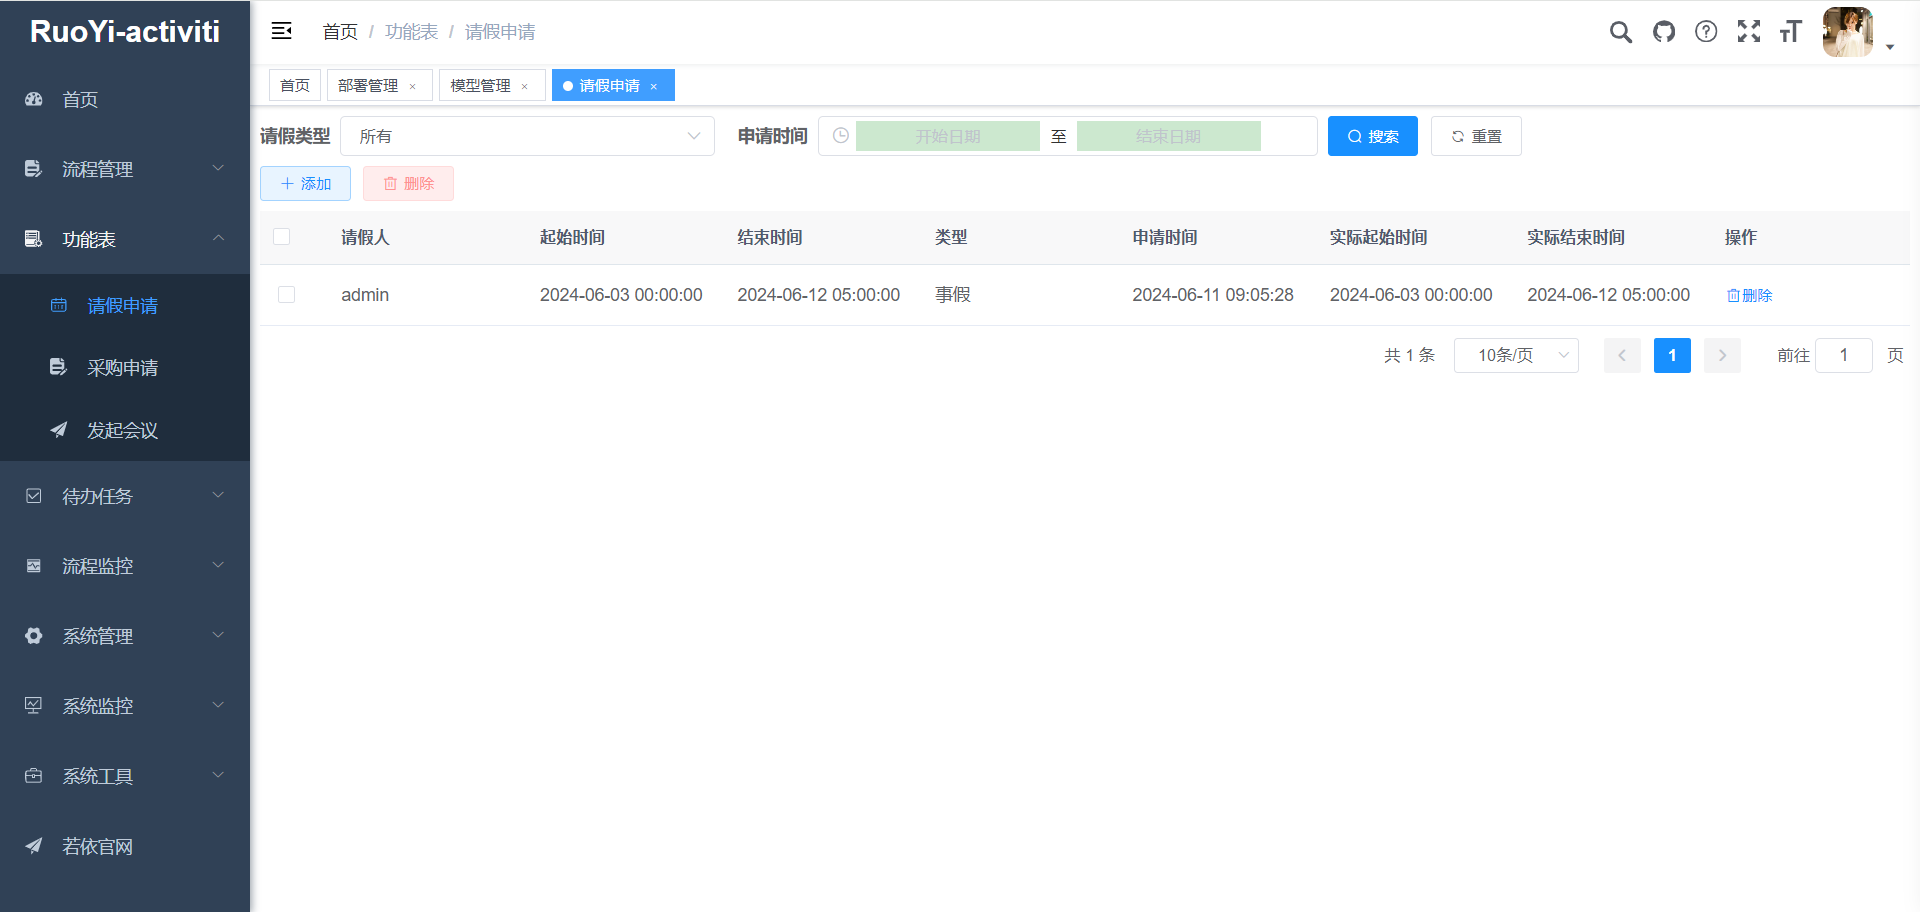 RuoYi-activiti
首页
流程管理
功能表
请假申请
采购申请
发起会议
待办任务
流程监控
系统管理
系统监控
系统工具
若依官网
首页 / 功能表 / 请假申请
首页 部署管理 × 模型管理 × 请假申请 ×
请假类型 所有 申请时间 开始日期 至 结束日期 搜索 重置
添加 删除
请假人 起始时间 结束时间 类型 申请时间 实际起始时间 实际结束时间 操作
admin 2024-06-03 00:00:00 2024-06-12 05:00:00 事假 2024-06-11 09:05:28 2024-06-03 00:00:00 2024-06-12 05:00:00 删除
共 1 条 10条/页 1 前往 1 页